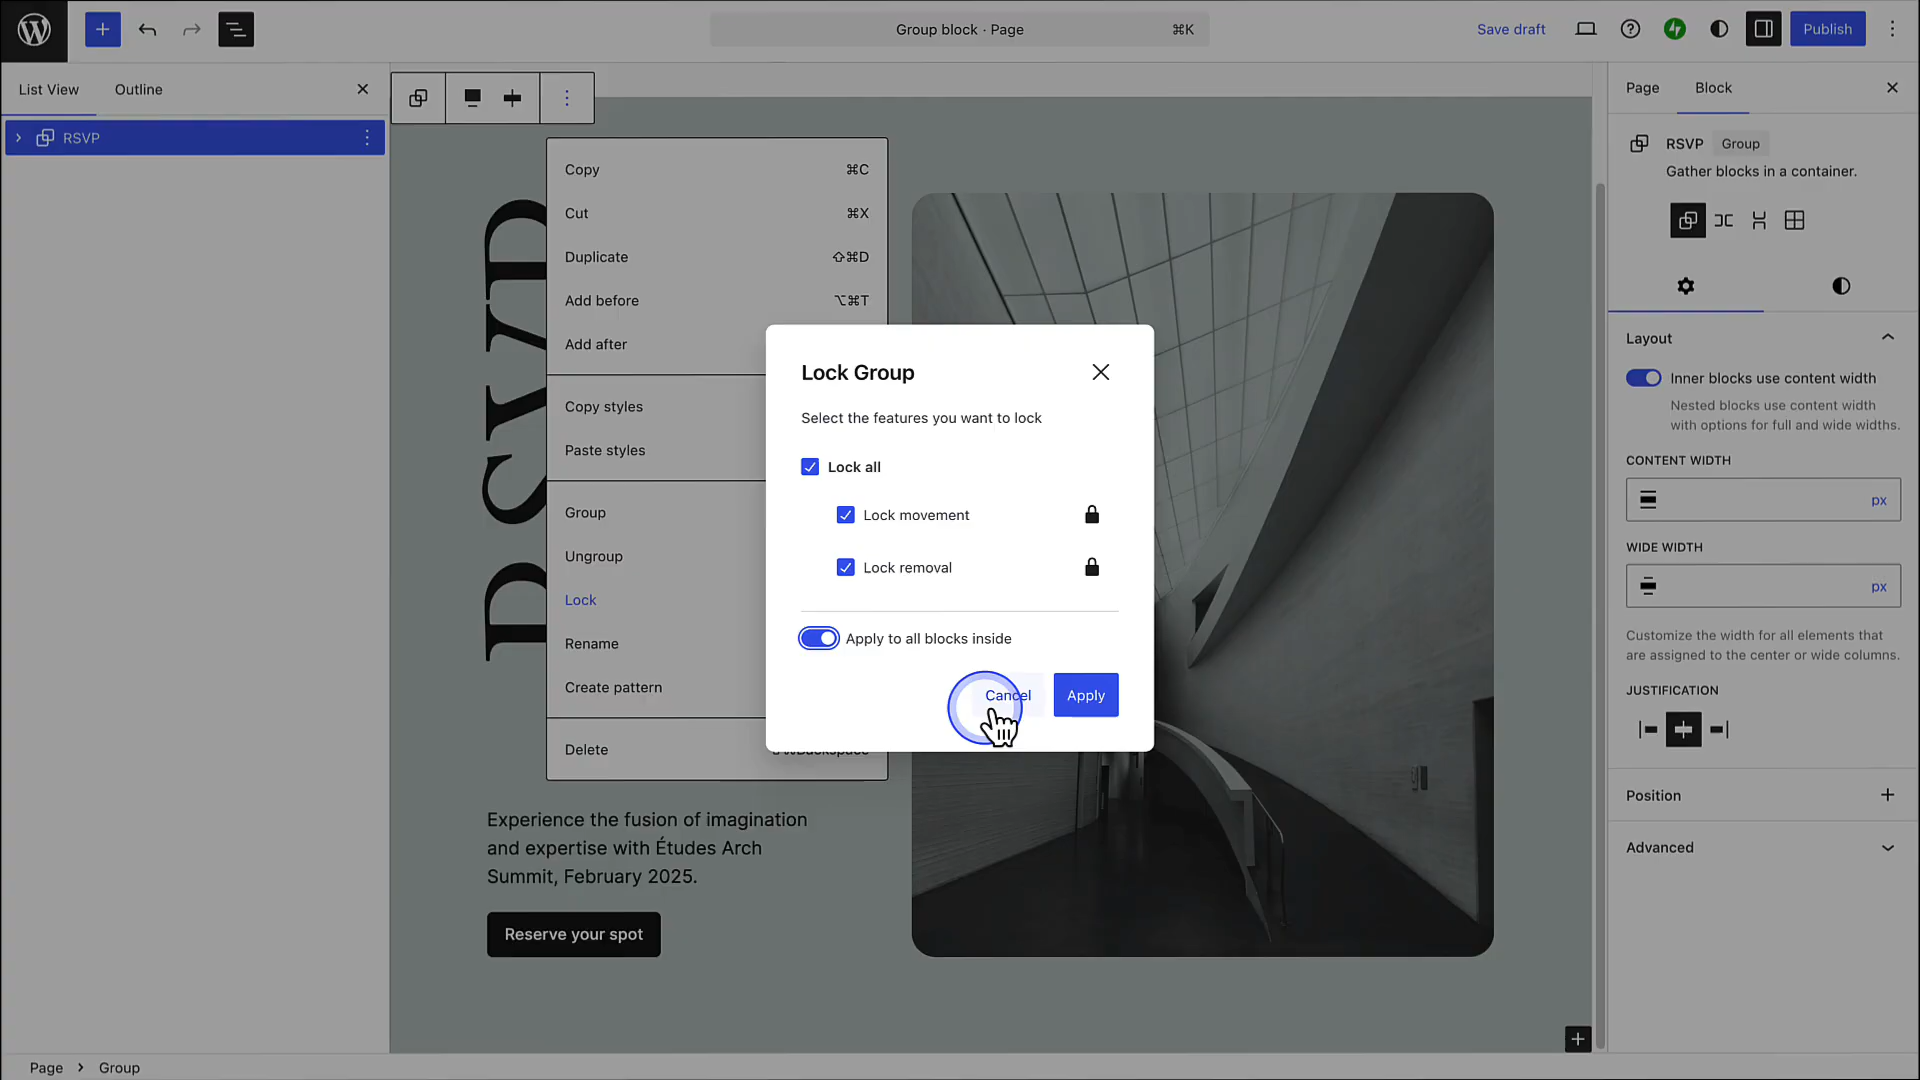 Group block · Page
⌘K
Save draft
Publish
List View
Outline
RSVP
Copy
⌘C
Cut
⌘X
Duplicate
⇧⌘D
Add before
⌥⌘T
Add after
Copy styles
Paste styles
Group
Ungroup
Lock
Rename
Create pattern
Delete
Lock Group
Select the features you want to lock
Lock all
Lock movement
Lock removal
Apply to all blocks inside
Cancel
Apply
Experience the fusion of imagination
and expertise with Études Arch
Summit, February 2025.
Reserve your spot
Page
Block
RSVP
Group
Gather blocks in a container.
Layout
Inner blocks use content width
Nested blocks use content width
with options for full and wide widths.
CONTENT WIDTH
px
WIDE WIDTH
px
Customize the width for all elements that
are assigned to the center or wide columns.
JUSTIFICATION
Position
Advanced
Page
Group